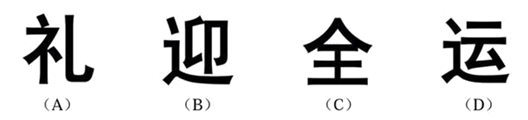 礼 迎 全 运
（A） （B） （C） （D）